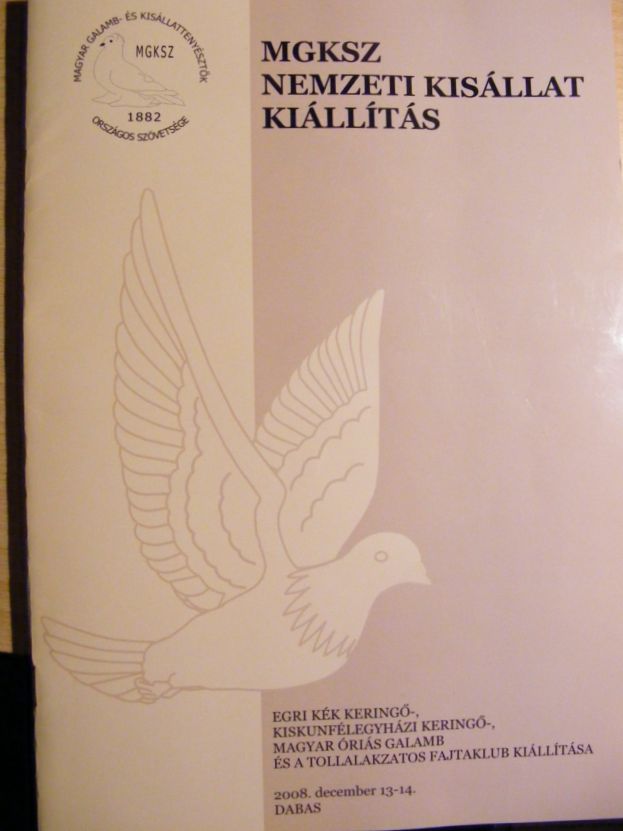 MAGYAR GALAMB- ÉS KISÁLLATTENYÉSZTŐK
MGKSZ
1882
ORSZÁGOS SZÖVETSÉGE
MGKSZ
NEMZETI KISÁLLAT
KIÁLLÍTÁS
EGRI KÉK KERINGŐ-,
KISKUNFÉLEGYHÁZI KERINGŐ-,
MAGYAR ÓRIÁS GALAMB
ÉS A TOLLALAKZATOS FAJTAKLUB KIÁLLÍTÁSA
2008. december 13-14.
DABAS